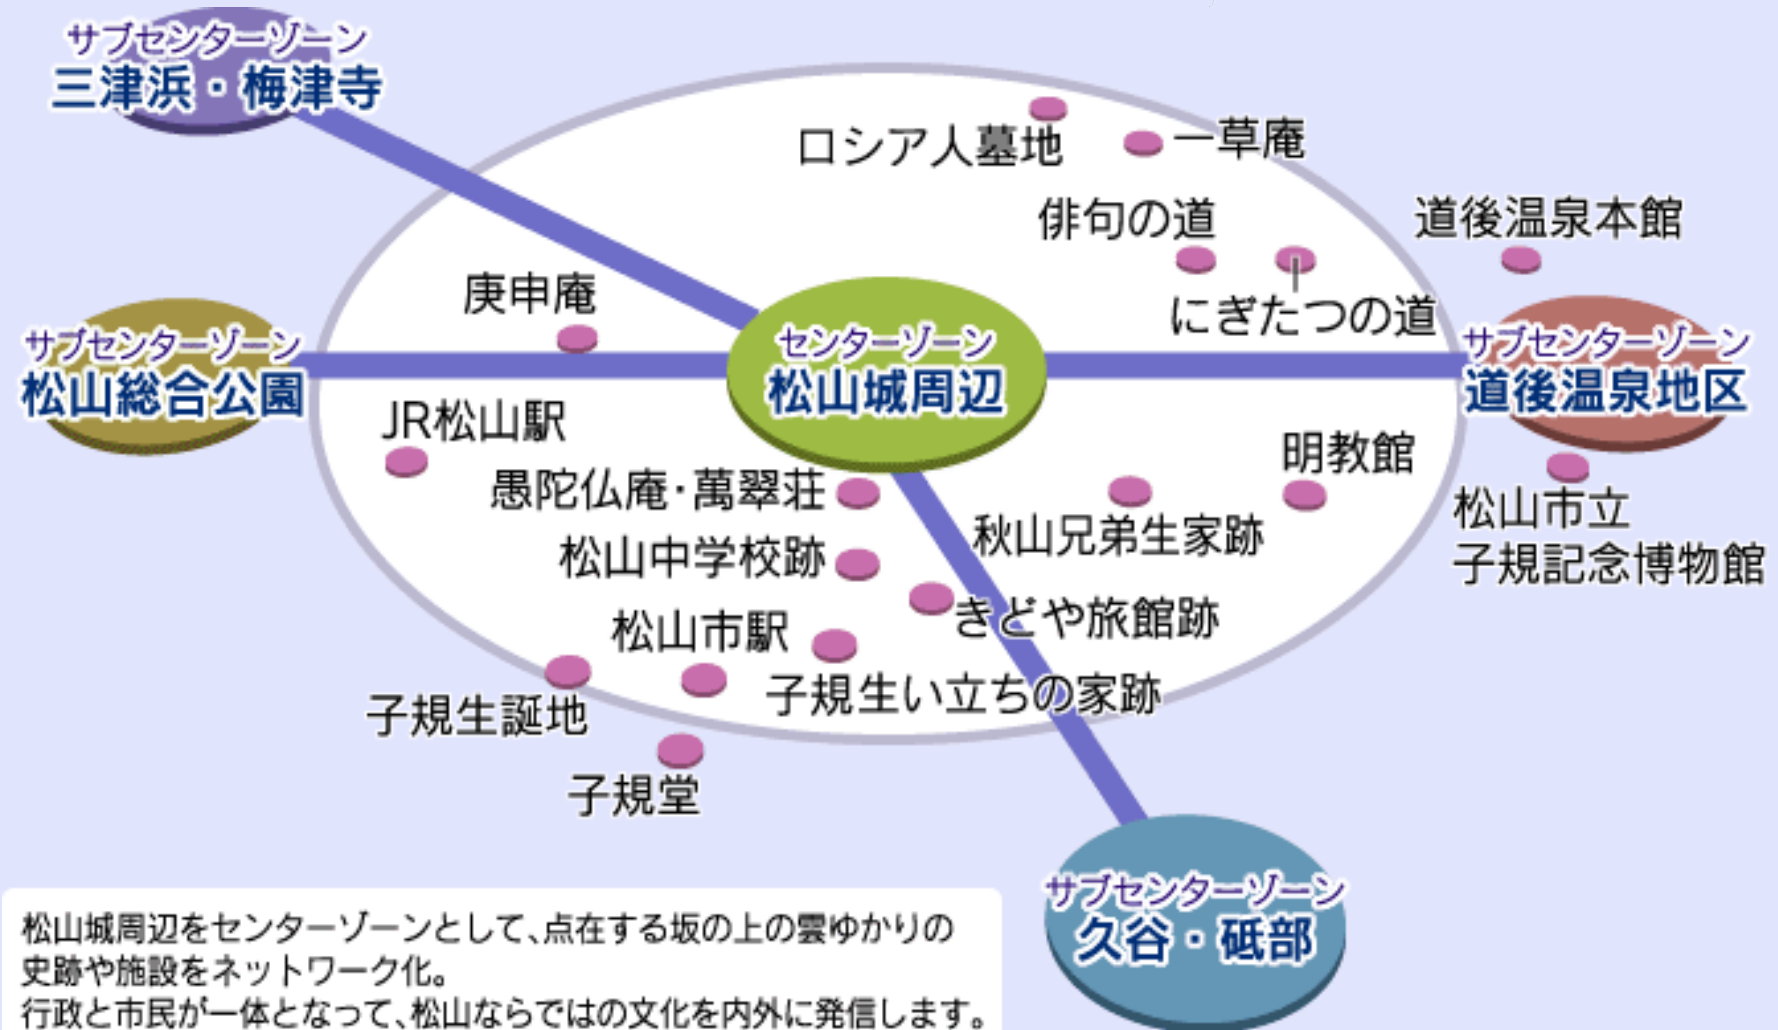 サブセンターゾーン
三津浜・梅津寺
ロシア人墓地
一草庵
俳句の道
道後温泉本館
庚申庵
にぎたつの道
サブセンターゾーン
松山総合公園
センターゾーン
松山城周辺
サブセンターゾーン
道後温泉地区
JR松山駅
明教館
愚陀仏庵・萬翠荘
秋山兄弟生家跡
松山市立
子規記念博物館
松山中学校跡
きどや旅館跡
松山市駅
子規生い立ちの家跡
子規生誕地
子規堂
サブセンターゾーン
久谷・砥部
松山城周辺をセンターゾーンとして、点在する坂の上の雲ゆかりの
史跡や施設をネットワーク化。
行政と市民が一体となって、松山ならではの文化を内外に発信します。